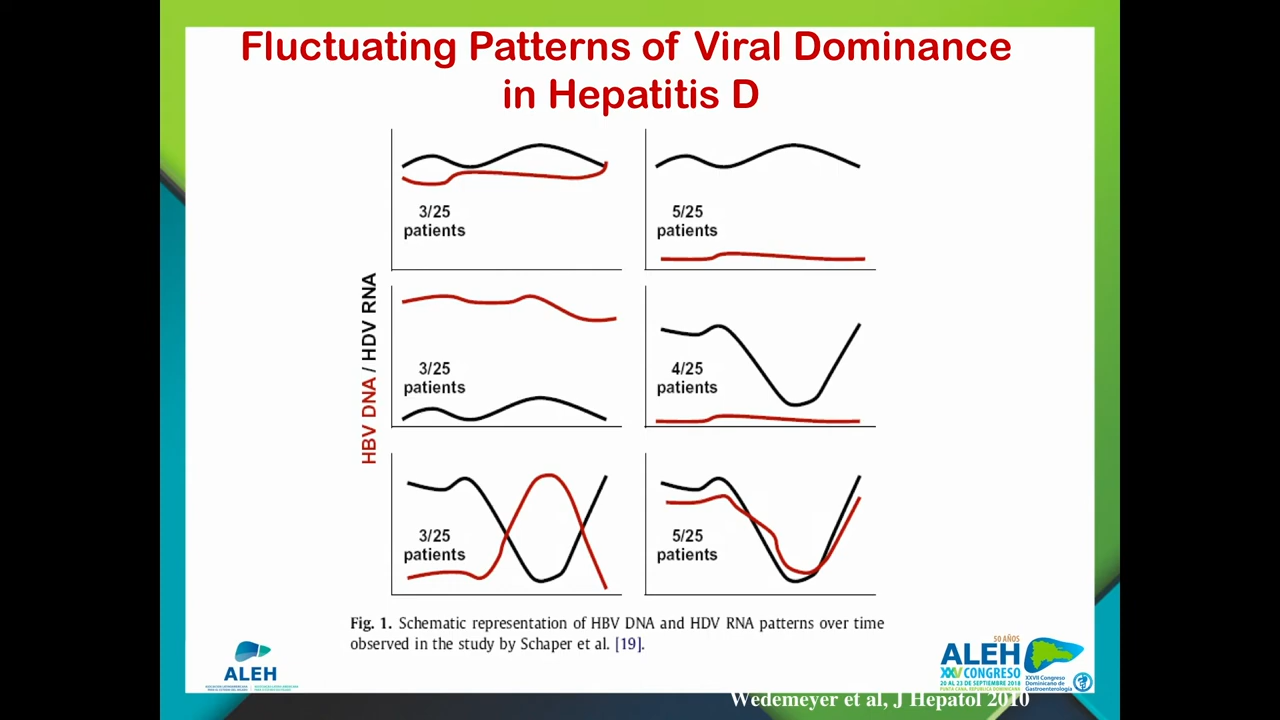 Fluctuating Patterns of Viral Dominance
in Hepatitis D
3/25
patients
5/25
patients
HBV DNA / HDV RNA
3/25
patients
4/25
patients
3/25
patients
5/25
patients
Fig. 1. Schematic representation of HBV DNA and HDV RNA patterns over time
observed in the study by Schaper et al. [19].
ALEH
50 AÑOS
ALEH
XXV CONGRESO
20 AL 23 DE SEPTIEMBRE 2018
PUNTA CANA, REPUBLICA DOMINICANA
XXVII Congreso
Dominicano de
Gastroenterología
Wedemeyer et al, J Hepatol 2010